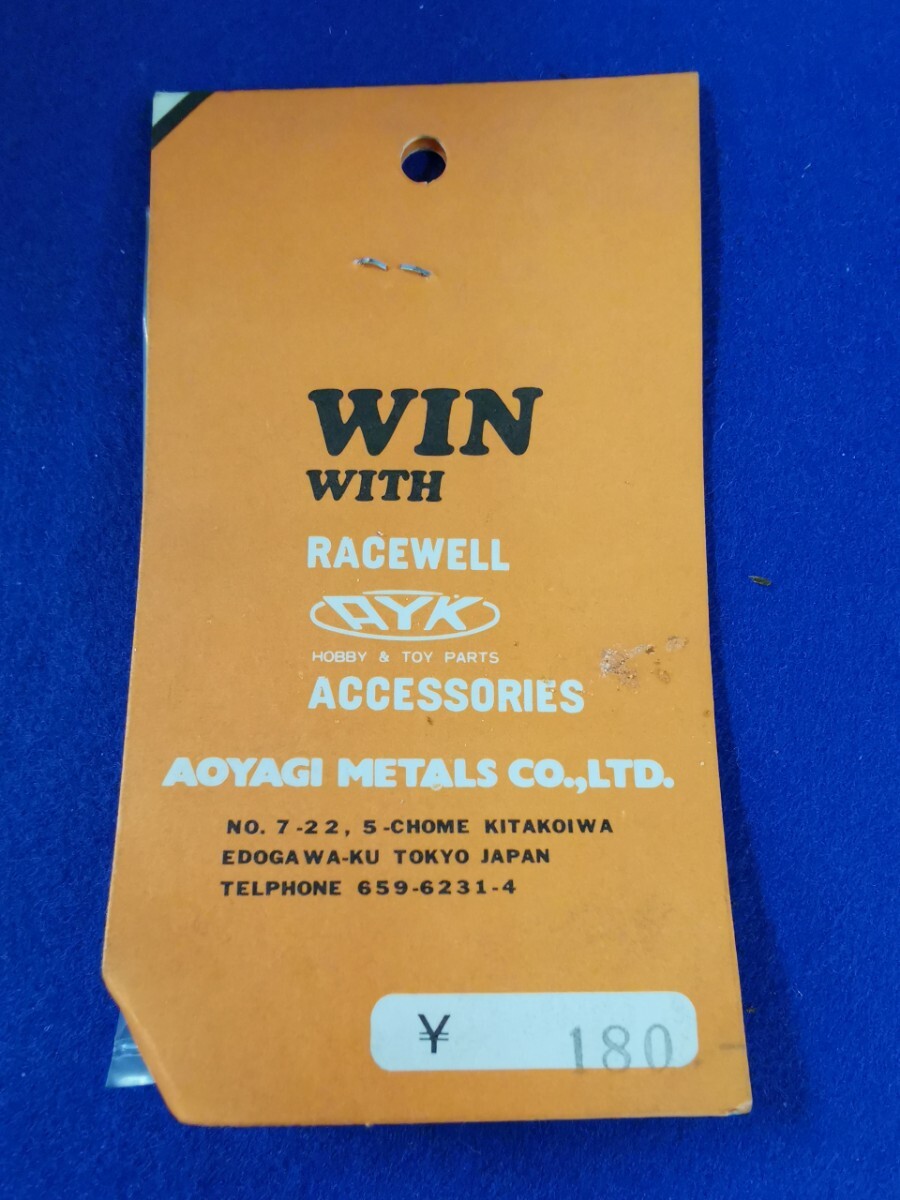 WIN
WITH
RACEWELL
AYK
HOBBY & TOY PARTS
ACCESSORIES
AOYAGI METALS CO.,LTD.
NO. 7-22, 5-CHOME KITAKOIWA
EDOGAWA-KU TOKYO JAPAN
TELPHONE 659-6231-4
¥ 180